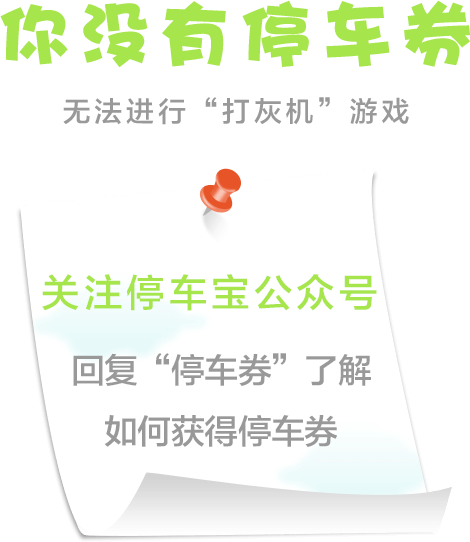 你没有停车券
无法进行“打灰机”游戏
关注停车宝公众号
回复“停车券”了解
如何获得停车券